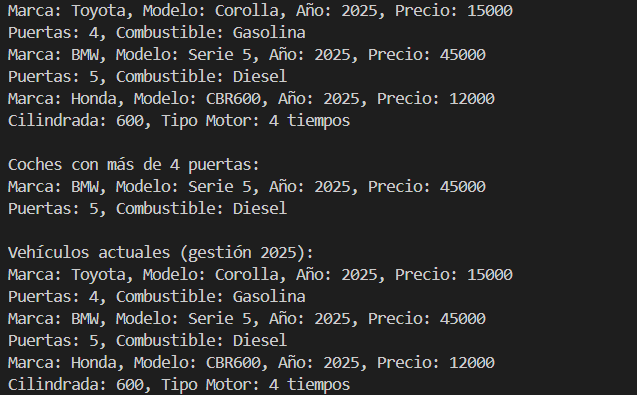 Marca: Toyota, Modelo: Corolla, Año: 2025, Precio: 15000
Puertas: 4, Combustible: Gasolina
Marca: BMW, Modelo: Serie 5, Año: 2025, Precio: 45000
Puertas: 5, Combustible: Diesel
Marca: Honda, Modelo: CBR600, Año: 2025, Precio: 12000
Cilindrada: 600, Tipo Motor: 4 tiempos

Coches con más de 4 puertas:
Marca: BMW, Modelo: Serie 5, Año: 2025, Precio: 45000
Puertas: 5, Combustible: Diesel

Vehículos actuales (gestión 2025):
Marca: Toyota, Modelo: Corolla, Año: 2025, Precio: 15000
Puertas: 4, Combustible: Gasolina
Marca: BMW, Modelo: Serie 5, Año: 2025, Precio: 45000
Puertas: 5, Combustible: Diesel
Marca: Honda, Modelo: CBR600, Año: 2025, Precio: 12000
Cilindrada: 600, Tipo Motor: 4 tiempos